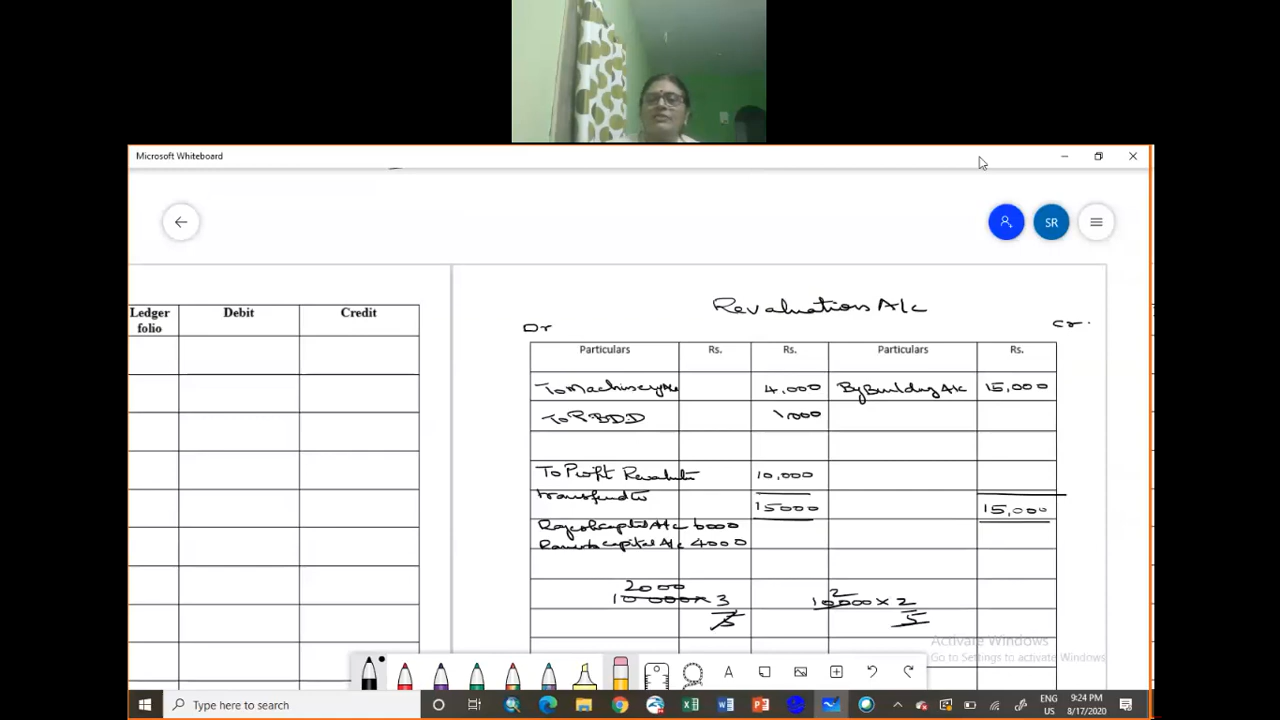 Microsoft Whiteboard
SR
Ledger folio Debit Credit
Revaluation A/c
Dr Cr.
Particulars Rs. Rs. Particulars Rs.
To Machinery A/c 4,000 By Building A/c 15,000
To P BDD 1,000
To Profit Revaluation 10,000
transferred to 15000 15,000
Rajesh capital A/c 6000
capital A/c 4000
2000 2
10000 x 3 10000 x 2
5 5
Activate Windows
Go to Settings to activate Windows.
A
Type here to search
ENG
US
9:24 PM
8/17/2020